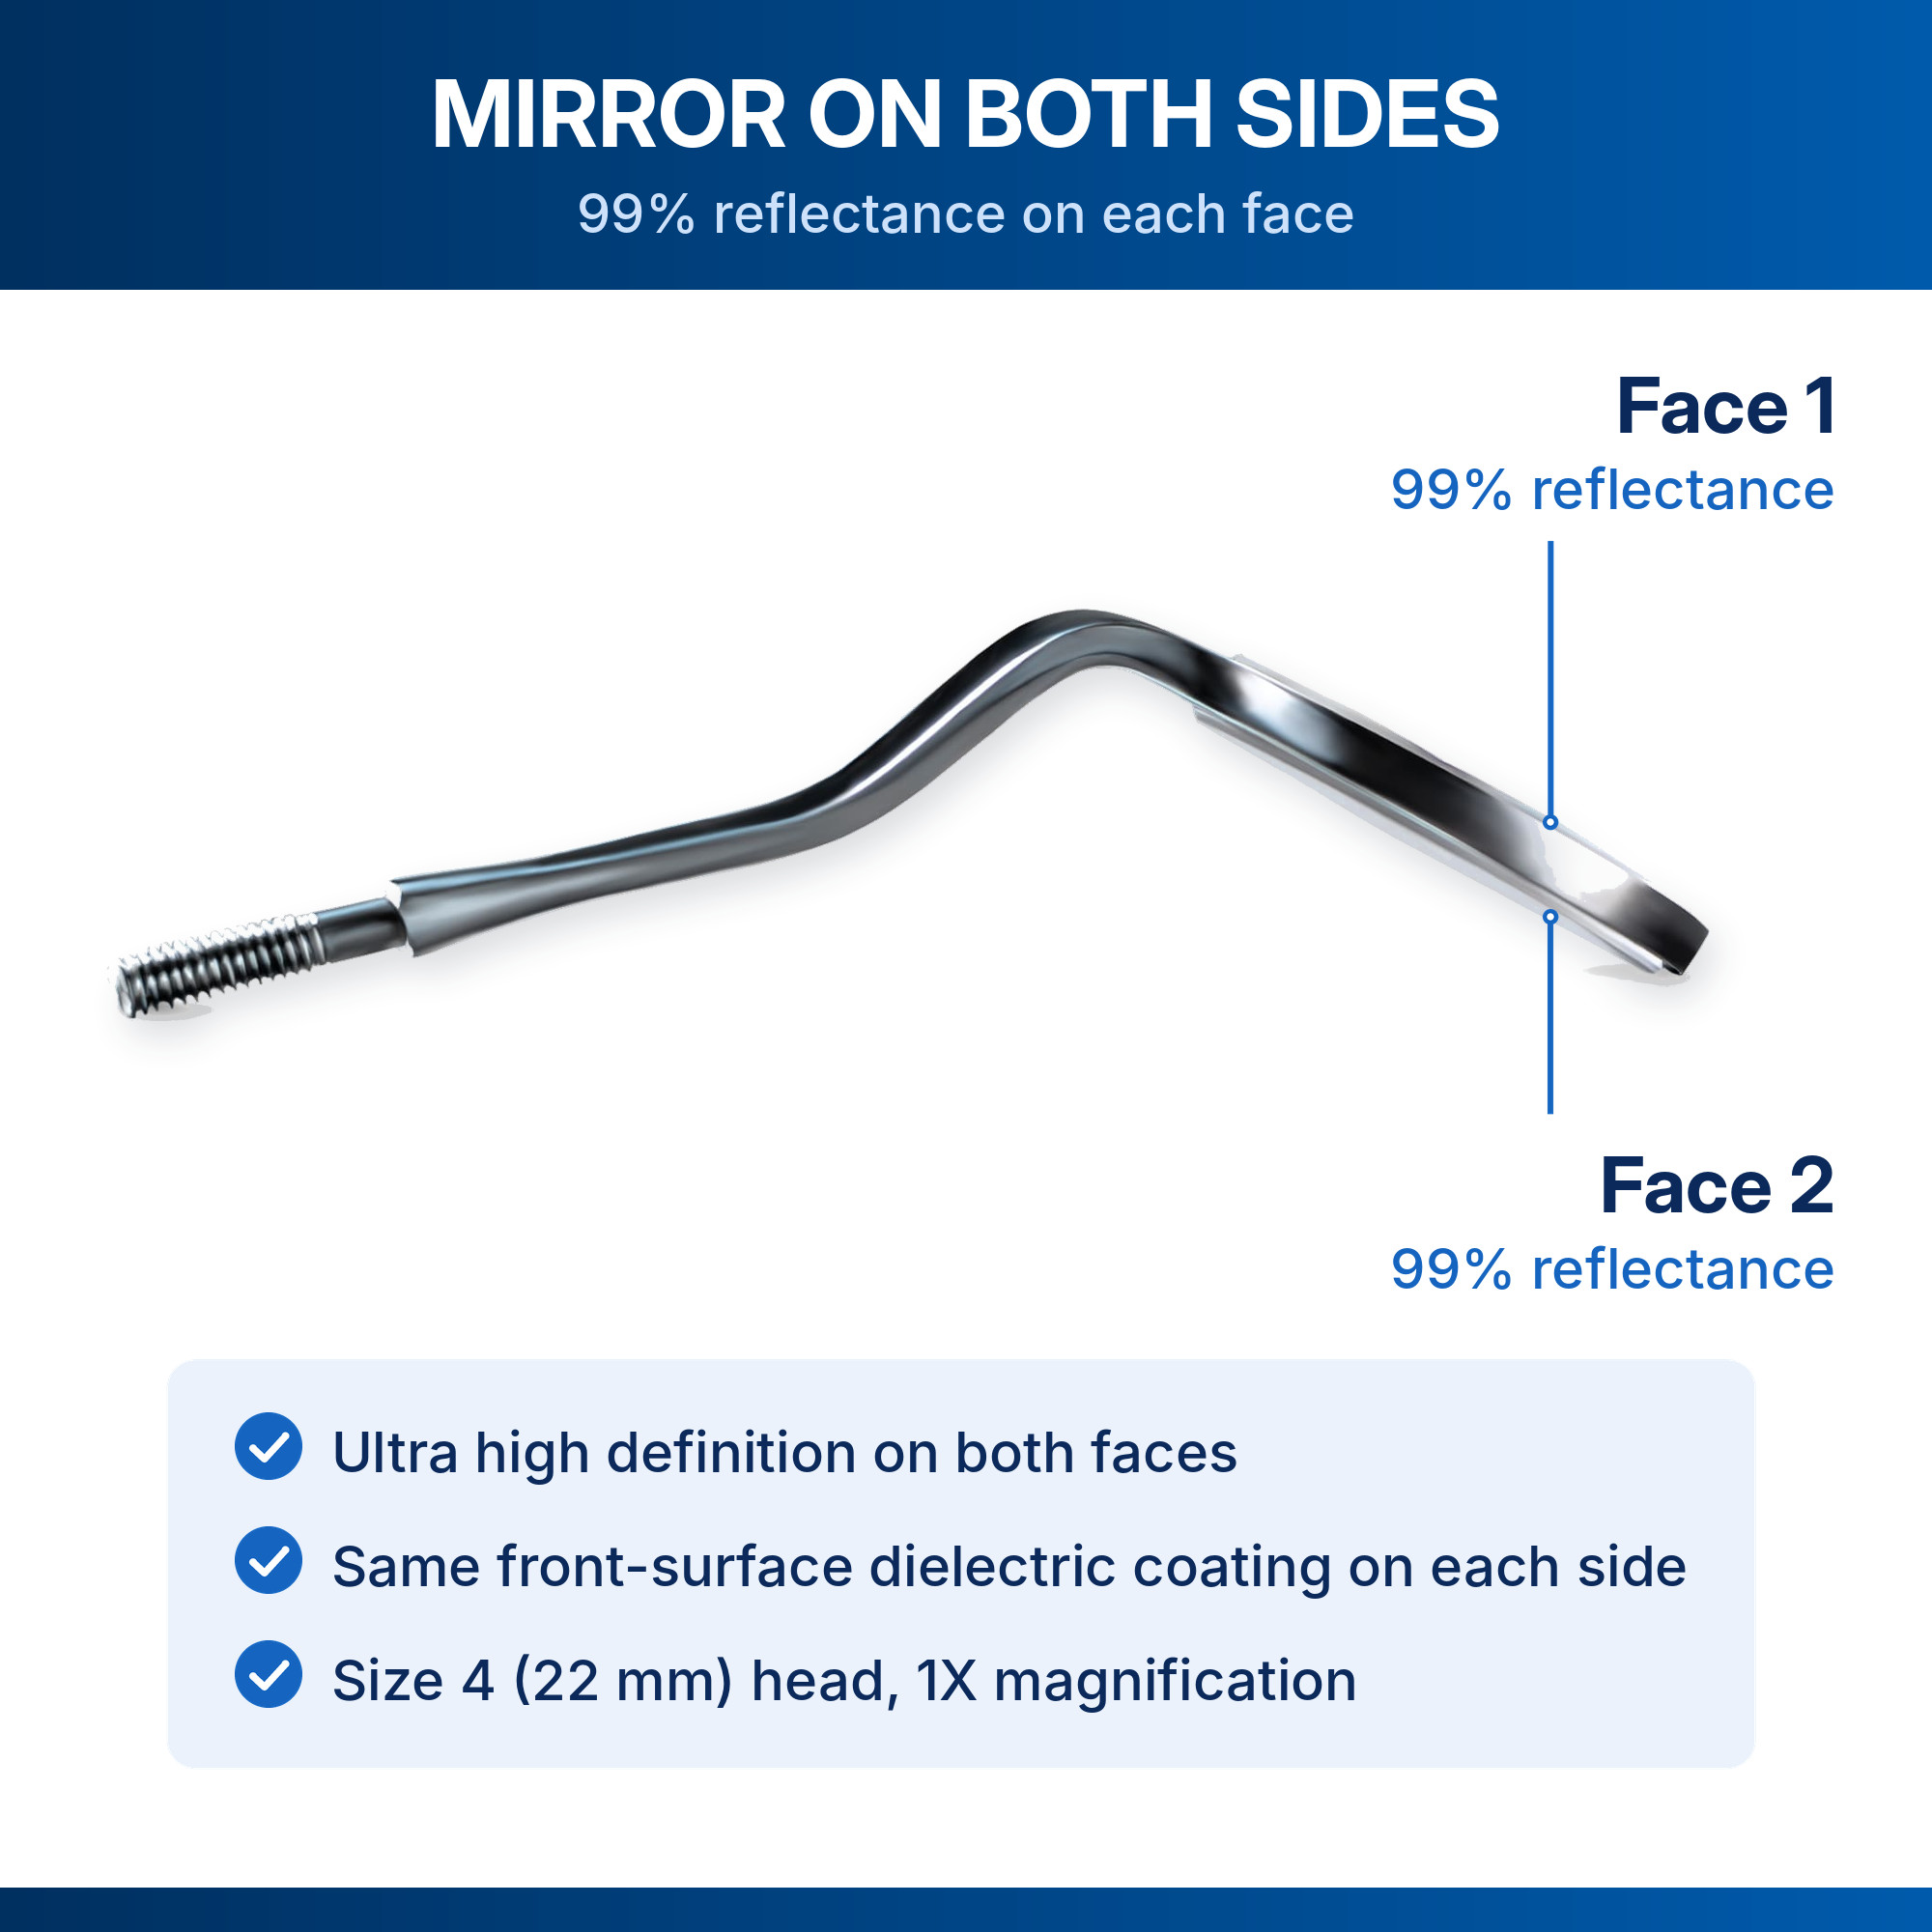 MIRROR ON BOTH SIDES
99% reflectance on each face
Face 1
99% reflectance
Face 2
99% reflectance
Ultra high definition on both faces
Same front-surface dielectric coating on each side
Size 4 (22 mm) head, 1X magnification